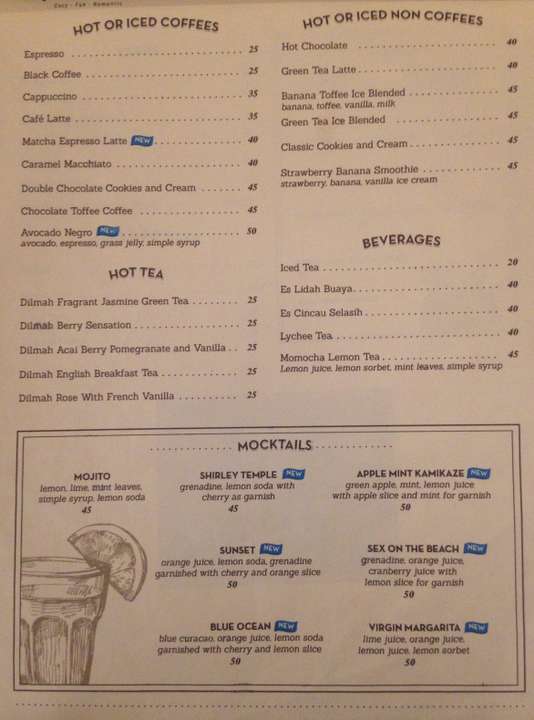 Cozy · Fun · Romantic
HOT OR ICED COFFEES
Espresso 25
Black Coffee 25
Cappuccino 35
Café Latte 35
Matcha Espresso Latte NEW 40
Caramel Macchiato 40
Double Chocolate Cookies and Cream 45
Chocolate Toffee Coffee 45
Avocado Negro NEW 50
avocado, espresso, grass jelly, simple syrup
HOT TEA
Dilmah Fragrant Jasmine Green Tea 25
Dilmah Berry Sensation 25
Dilmah Acai Berry Pomegranate and Vanilla 25
Dilmah English Breakfast Tea 25
Dilmah Rose With French Vanilla 25
HOT OR ICED NON COFFEES
Hot Chocolate 40
Green Tea Latte 40
Banana Toffee Ice Blended 45
banana, toffee, vanilla, milk
Green Tea Ice Blended 45
Classic Cookies and Cream 45
Strawberry Banana Smoothie 45
strawberry, banana, vanilla ice cream
BEVERAGES
Iced Tea 20
Es Lidah Buaya 40
Es Cincau Selasih 40
Lychee Tea 40
Momocha Lemon Tea 45
Lemon juice, lemon sorbet, mint leaves, simple syrup
MOCKTAILS
MOJITO
lemon, lime, mint leaves,
simple syrup, lemon soda
45
SHIRLEY TEMPLE NEW
grenadine, lemon soda with
cherry as garnish
45
APPLE MINT KAMIKAZE NEW
green apple, mint, lemon juice
with apple slice and mint for garnish
50
SUNSET NEW
orange juice, lemon soda, grenadine
garnished with cherry and orange slice
50
SEX ON THE BEACH NEW
grenadine, orange juice,
cranberry juice with
lemon slice for garnish
50
BLUE OCEAN NEW
blue curacao, orange juice, lemon soda
garnished with cherry and lemon slice
50
VIRGIN MARGARITA NEW
lime juice, orange juice,
lemon juice, lemon sorbet
50